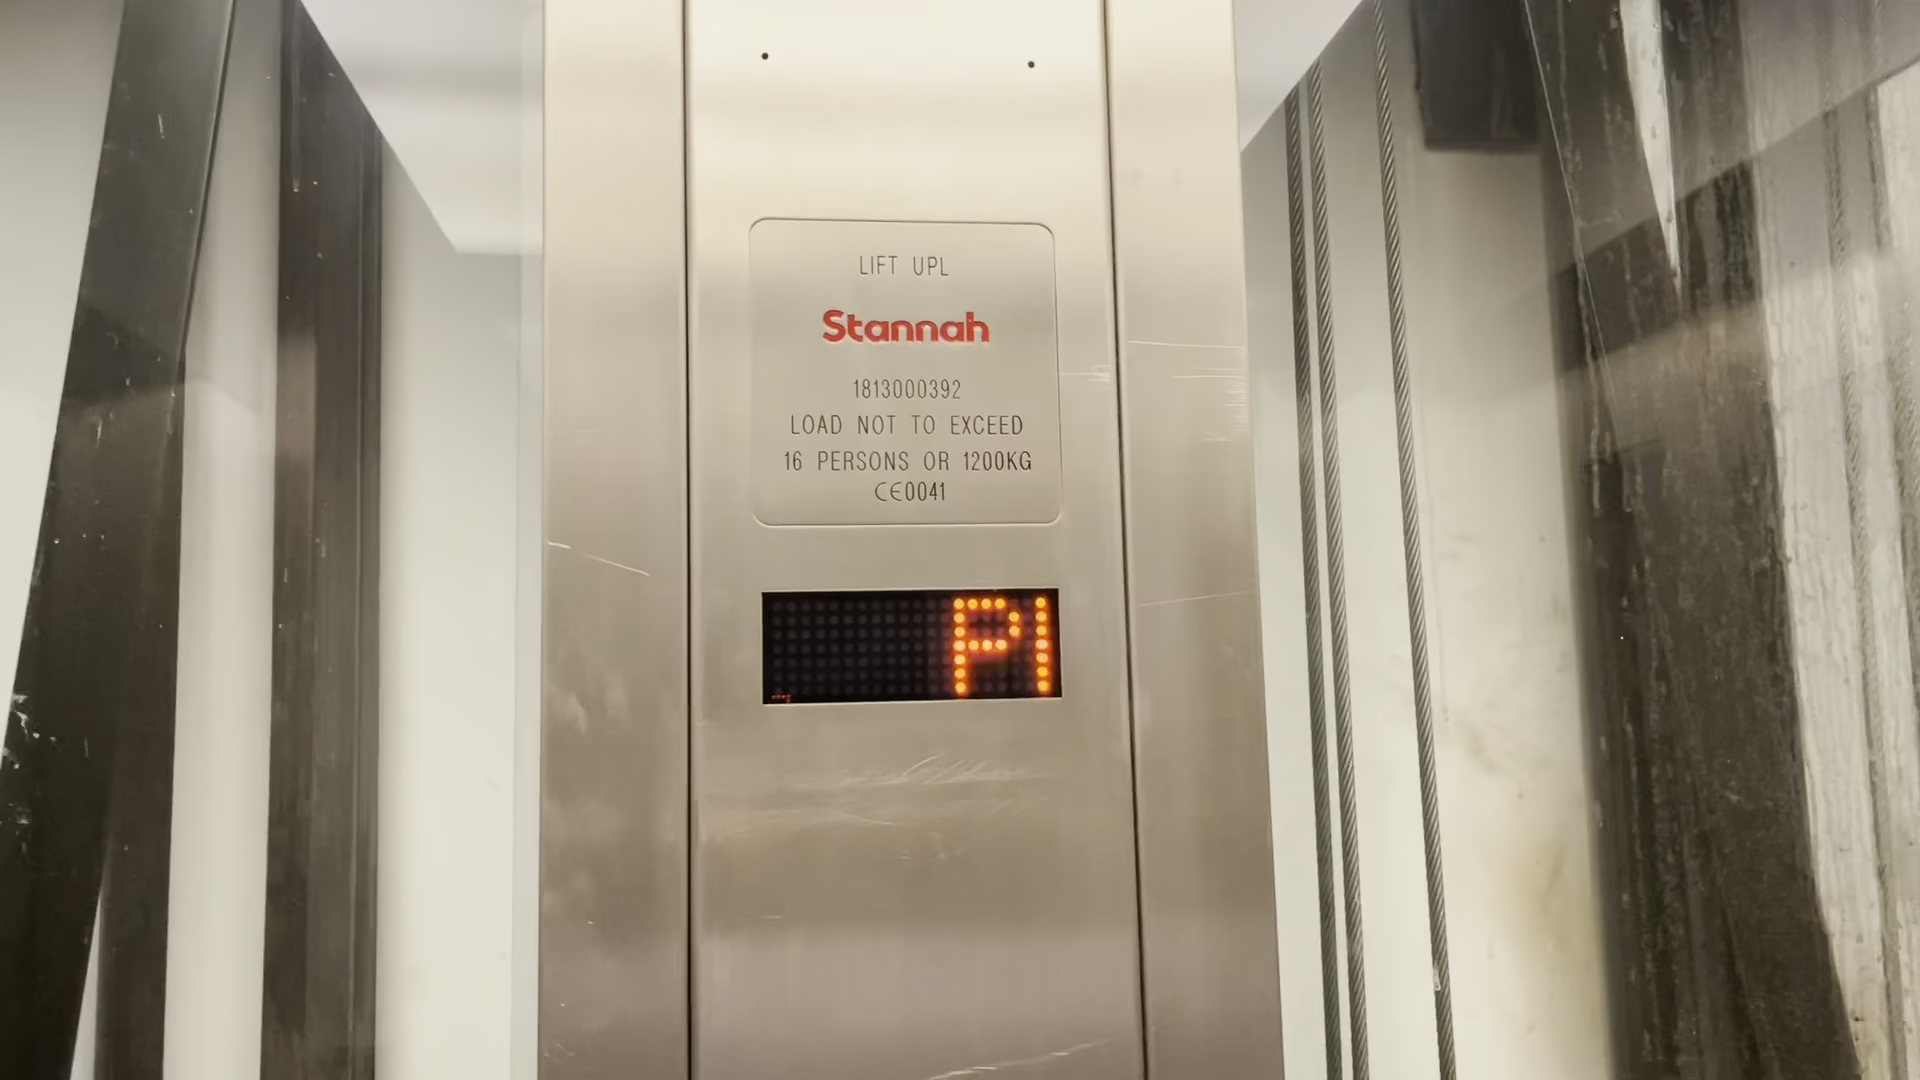 LIFT UPL
Stannah
1813000392
LOAD NOT TO EXCEED
16 PERSONS OR 1200KG
CE0041
P1